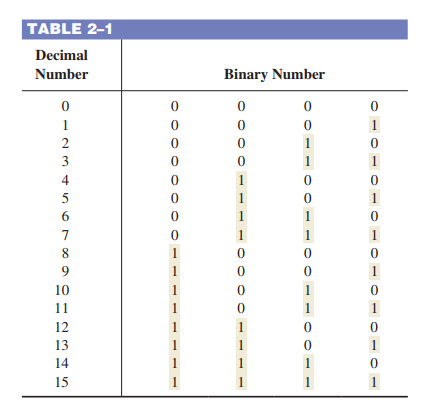 TABLE 2–1
Decimal
Number Binary Number
0 0 0 0 0
1 0 0 0 1
2 0 0 1 0
3 0 0 1 1
4 0 1 0 0
5 0 1 0 1
6 0 1 1 0
7 0 1 1 1
8 1 0 0 0
9 1 0 0 1
10 1 0 1 0
11 1 0 1 1
12 1 1 0 0
13 1 1 0 1
14 1 1 1 0
15 1 1 1 1